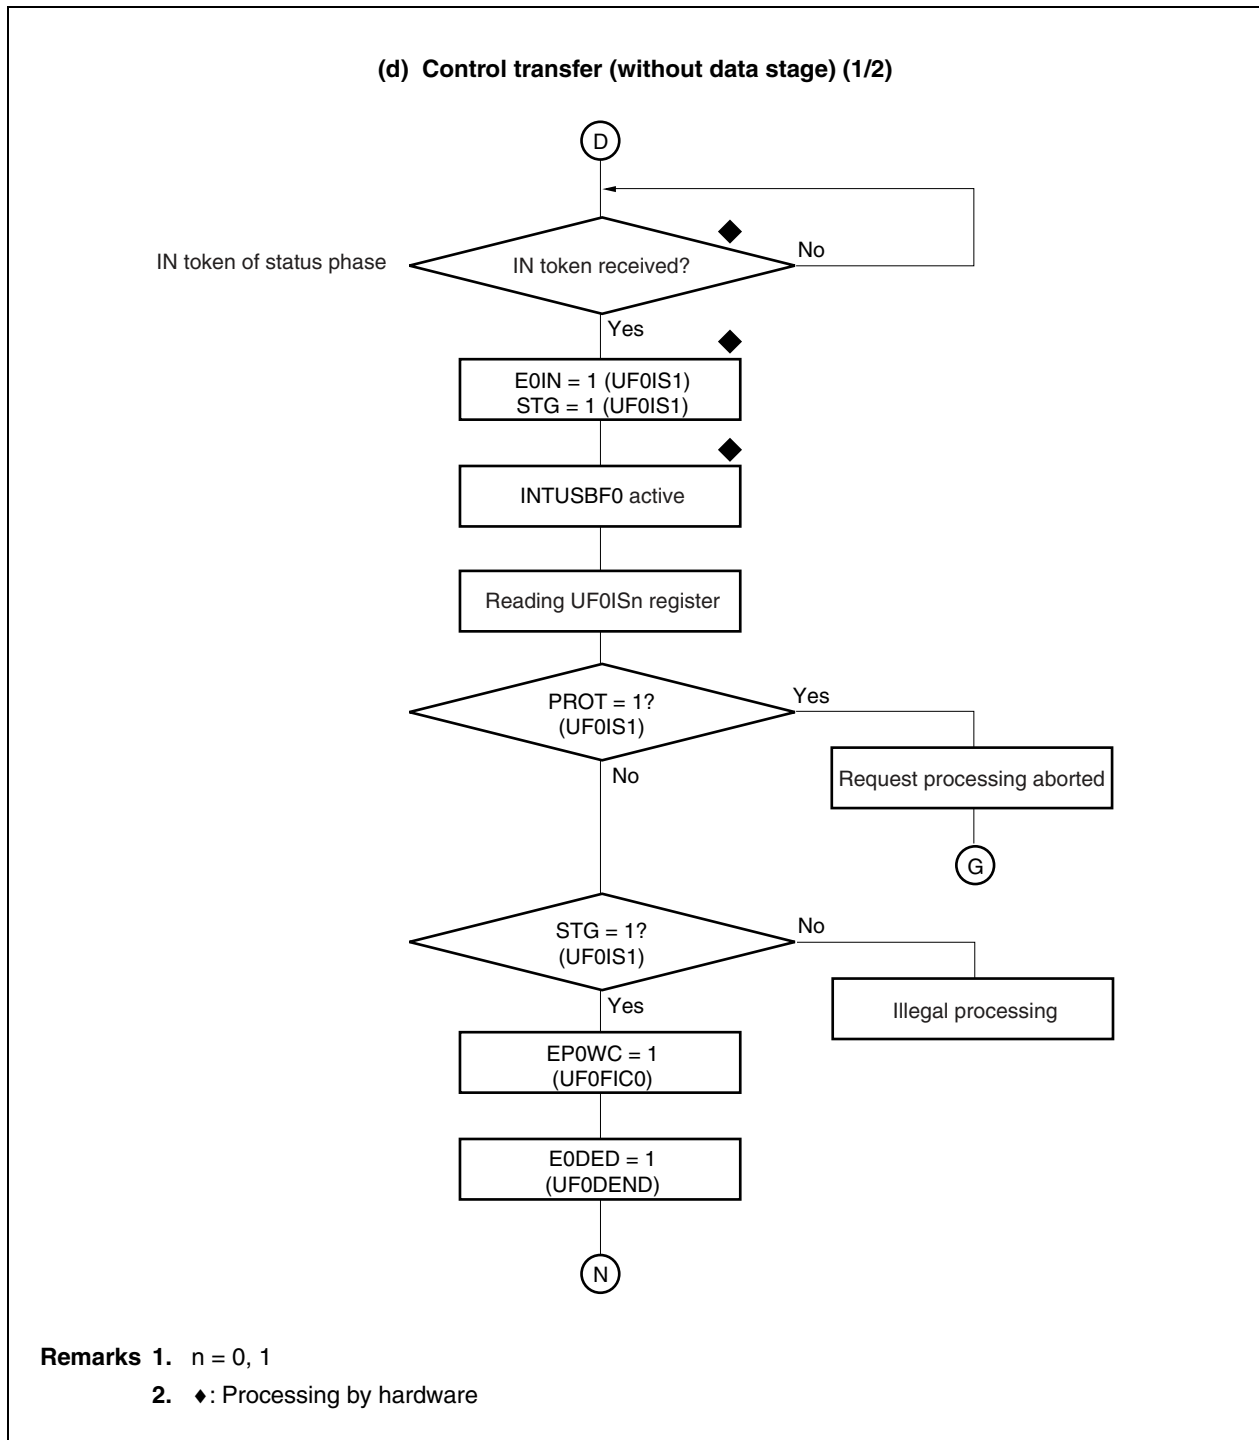 (d) Control transfer (without data stage) (1/2)
D
IN token of status phase
IN token received?
No
Yes
E0IN = 1 (UF0IS1)
STG = 1 (UF0IS1)
INTUSBF0 active
Reading UF0ISn register
PROT = 1?
(UF0IS1)
Yes
No
Request processing aborted
G
STG = 1?
(UF0IS1)
No
Yes
Illegal processing
EP0WC = 1
(UF0FIC0)
E0DED = 1
(UF0DEND)
N
Remarks 1. n = 0, 1
2. ♦: Processing by hardware